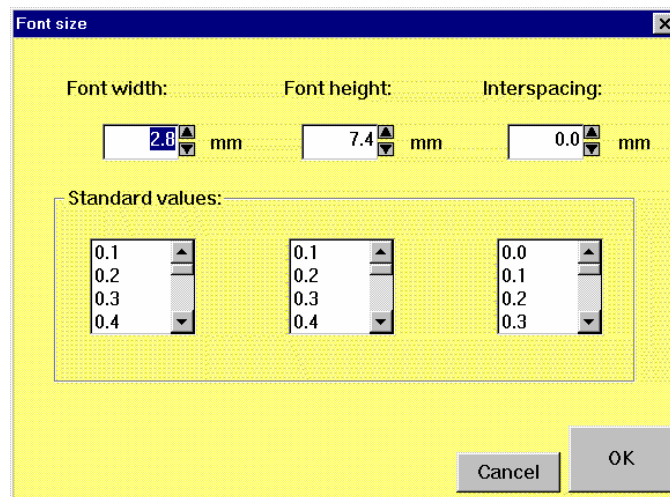 Font size
Font width: Font height: Interspacing:
2.8 mm 7.4 mm 0.0 mm
Standard values:
0.1 0.1 0.0
0.2 0.2 0.1
0.3 0.3 0.2
0.4 0.4 0.3
Cancel OK